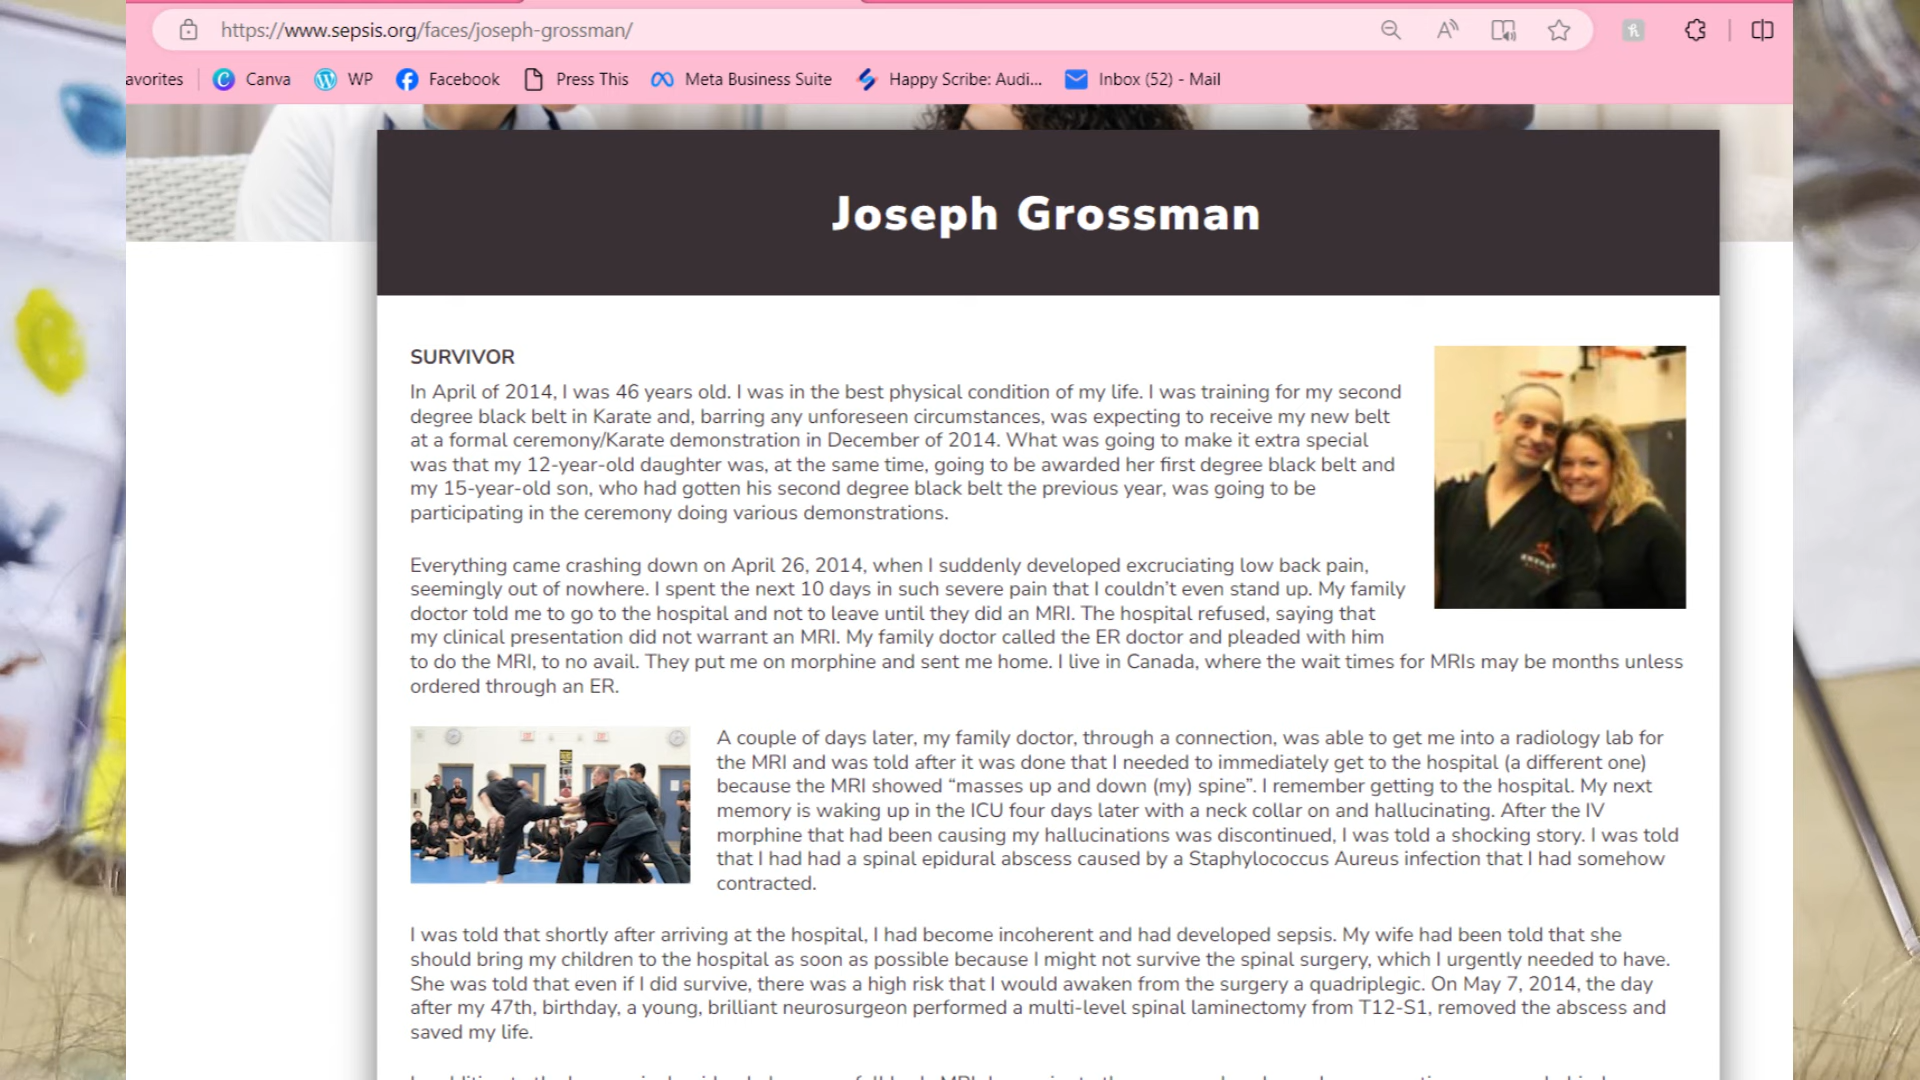 https://www.sepsis.org/faces/joseph-grossman/
avorites
Canva
WP
Facebook
Press This
Meta Business Suite
Happy Scribe: Audi...
Inbox (52) - Mail
Joseph Grossman
SURVIVOR
In April of 2014, I was 46 years old. I was in the best physical condition of my life. I was training for my second
degree black belt in Karate and, barring any unforeseen circumstances, was expecting to receive my new belt
at a formal ceremony/Karate demonstration in December of 2014. What was going to make it extra special
was that my 12-year-old daughter was, at the same time, going to be awarded her first degree black belt and
my 15-year-old son, who had gotten his second degree black belt the previous year, was going to be
participating in the ceremony doing various demonstrations.
Everything came crashing down on April 26, 2014, when I suddenly developed excruciating low back pain,
seemingly out of nowhere. I spent the next 10 days in such severe pain that I couldn’t even stand up. My family
doctor told me to go to the hospital and not to leave until they did an MRI. The hospital refused, saying that
my clinical presentation did not warrant an MRI. My family doctor called the ER doctor and pleaded with him
to do the MRI, to no avail. They put me on morphine and sent me home. I live in Canada, where the wait times for MRIs may be months unless
ordered through an ER.
A couple of days later, my family doctor, through a connection, was able to get me into a radiology lab for
the MRI and was told after it was done that I needed to immediately get to the hospital (a different one)
because the MRI showed “masses up and down (my) spine”. I remember getting to the hospital. My next
memory is waking up in the ICU four days later with a neck collar on and hallucinating. After the IV
morphine that had been causing my hallucinations was discontinued, I was told a shocking story. I was told
that I had had a spinal epidural abscess caused by a Staphylococcus Aureus infection that I had somehow
contracted.
I was told that shortly after arriving at the hospital, I had become incoherent and had developed sepsis. My wife had been told that she
should bring my children to the hospital as soon as possible because I might not survive the spinal surgery, which I urgently needed to have.
She was told that even if I did survive, there was a high risk that I would awaken from the surgery a quadriplegic. On May 7, 2014, the day
after my 47th, birthday, a young, brilliant neurosurgeon performed a multi-level spinal laminectomy from T12-S1, removed the abscess and
saved my life.